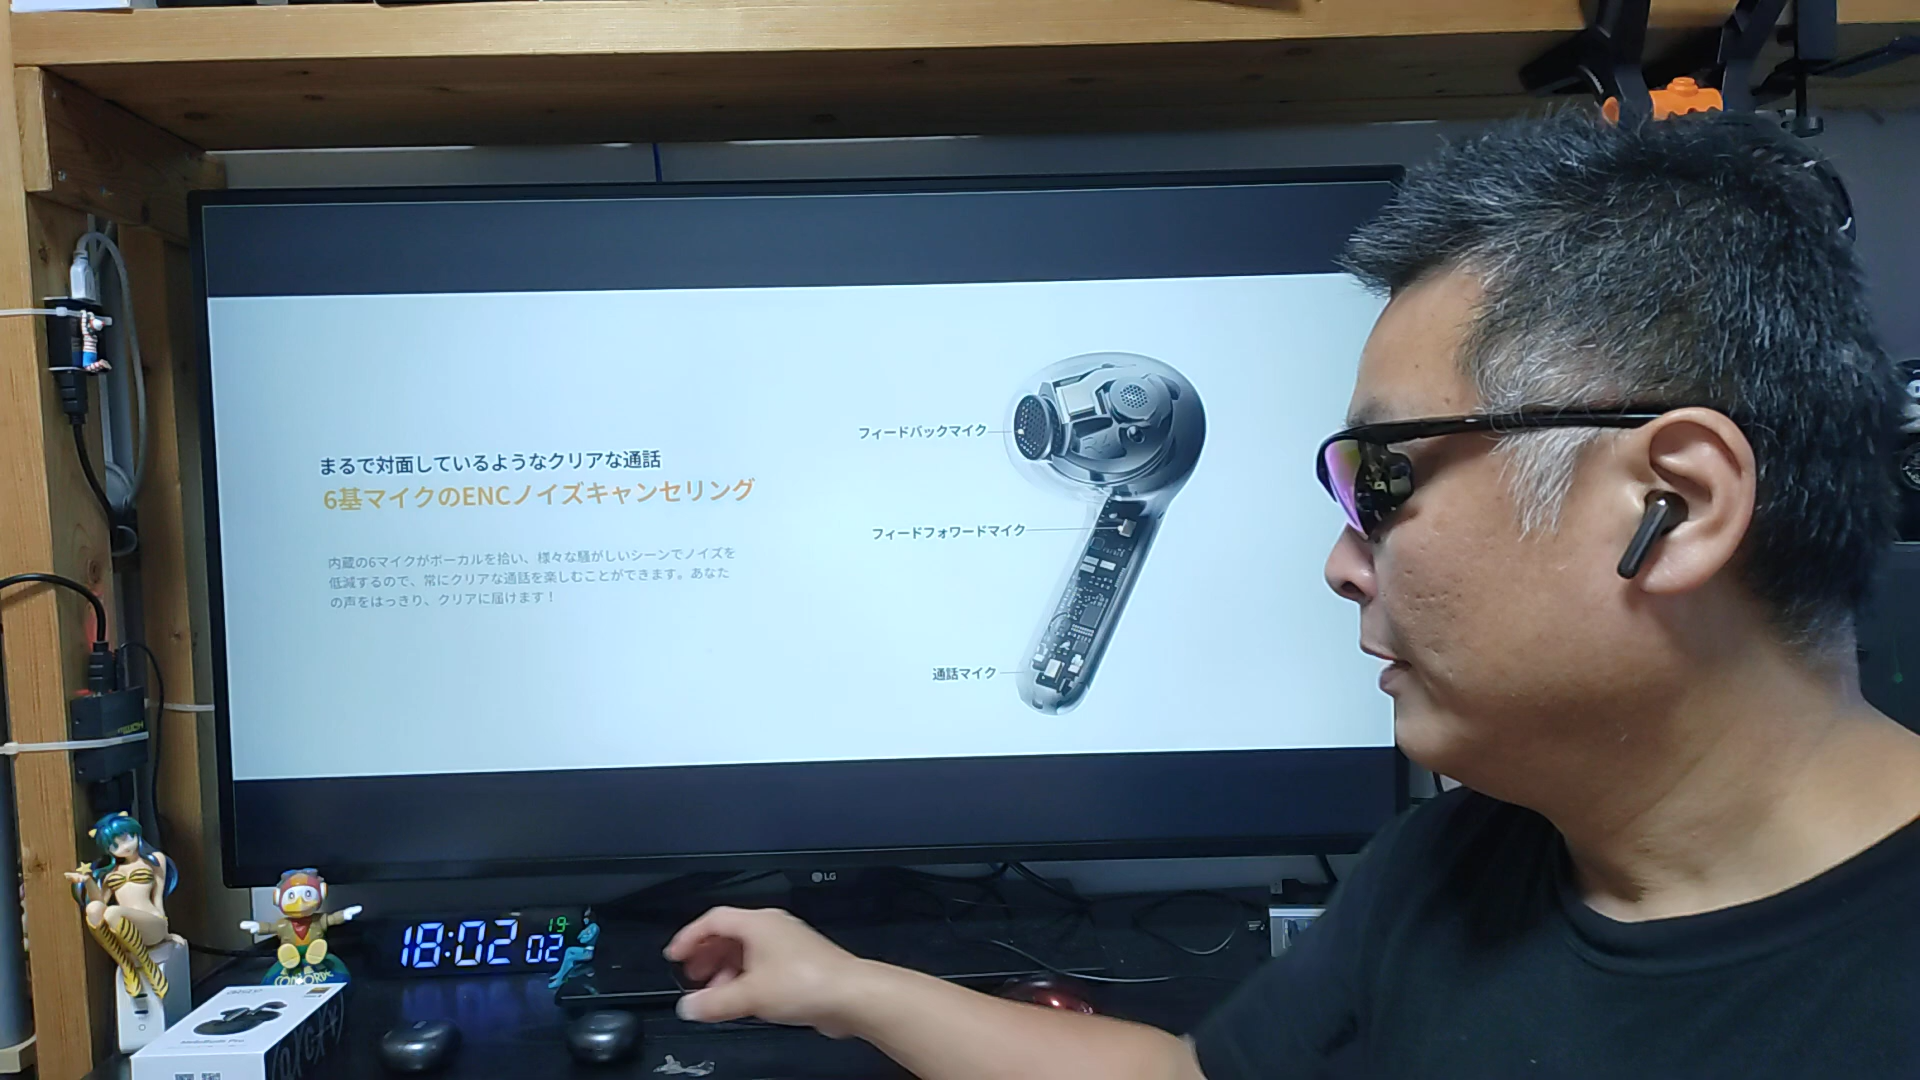 まるで対面しているようなクリアな通話
6基マイクのENCノイズキャンセリング
内蔵の6マイクがボーカルを拾い、様々な騒がしいシーンでノイズを
低減するので、常にクリアな通話を楽しむことができます。あなた
の声をはっきり、クリアに届けます！
フィードバックマイク
フィードフォワードマイク
通話マイク
LG
19
18:02 02